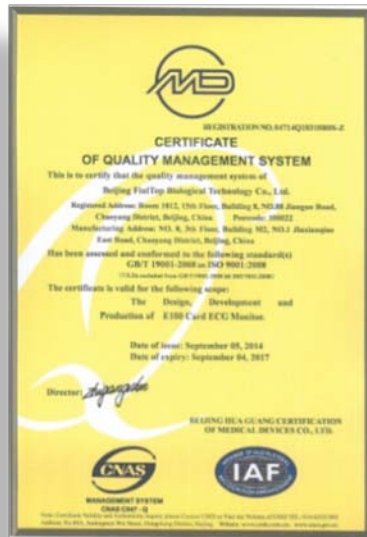 REGISTRATION NO. 04714Q10310R0S-Z
CERTIFICATE
OF QUALITY MANAGEMENT SYSTEM
This is to certify that the quality management system of
Beijing Technology Co., Ltd.
Registered Address: Room 1812, 15th Floor, Building 8, NO.88 Jianguo Road,
Chaoyang District, Beijing, China Postcode: 100022
Manufacturing Address: NO. 8, 3th Floor, Building M2, NO.1 Jiuxianqiao
East Road, Chaoyang District, Beijing, China
Has been assessed and conformed to the following standard(s)
GB/T 19001-2008 ISO 9001:2008
The certificate is valid for the following scope:
The Design, Development and
Production of E100 Card ECG Monitor.
Date of issue: September 05, 2014
Date of expiry: September 04, 2017
Director:
BEIJING HUA GUANG CERTIFICATION
OF MEDICAL DEVICES CO., LTD.
CNAS
IAF
MANAGEMENT SYSTEM
CNAS C047 - Q